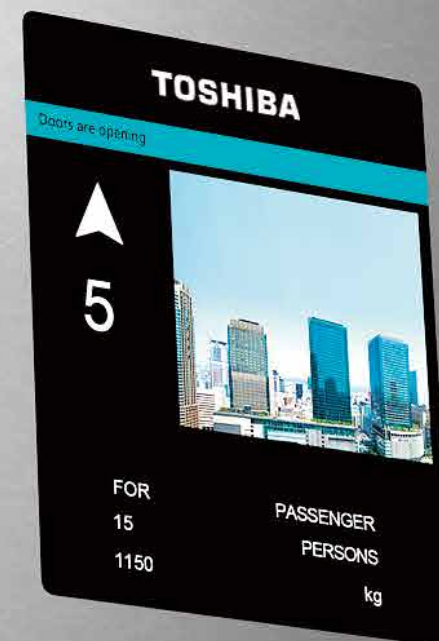 TOSHIBA
Doors are opening
5
FOR PASSENGER
15 PERSONS
1150 kg